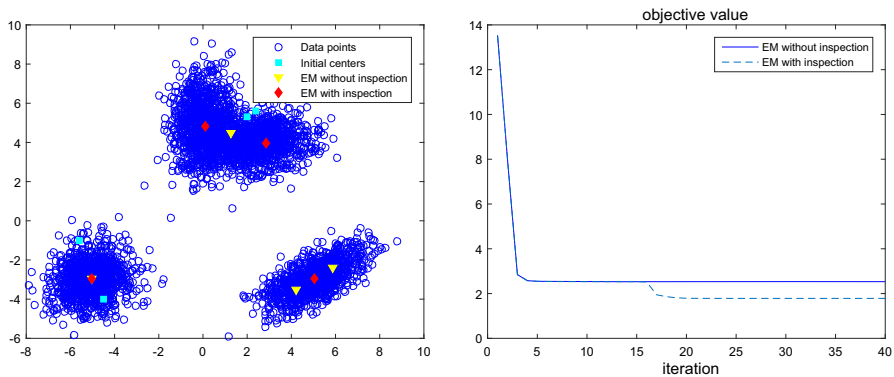 10
8
6
4
2
0
-2
-4
-6
-8 -6 -4 -2 0 2 4 6 8 10
Data points
Initial centers
EM without inspection
EM with inspection
objective value
14
12
10
8
6
4
2
0
0 5 10 15 20 25 30 35 40
iteration
EM without inspection
EM with inspection